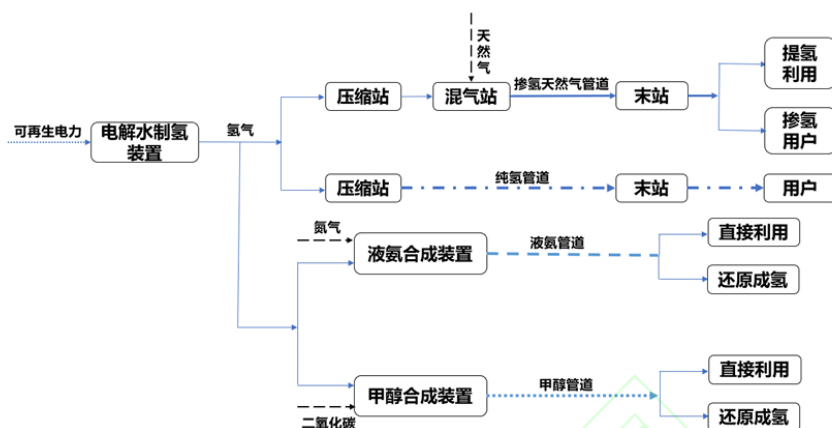 天
然
气
提氢
利用
掺氢天然气管道
压缩站
混气站
末站
可再生电力
电解水制氢
装置
氢气
掺氢
用户
纯氢管道
压缩站
末站
用户
氮气
液氨合成装置
液氨管道
直接利用
还原成氢
甲醇合成装置
甲醇管道
直接利用
二氧化碳
还原成氢